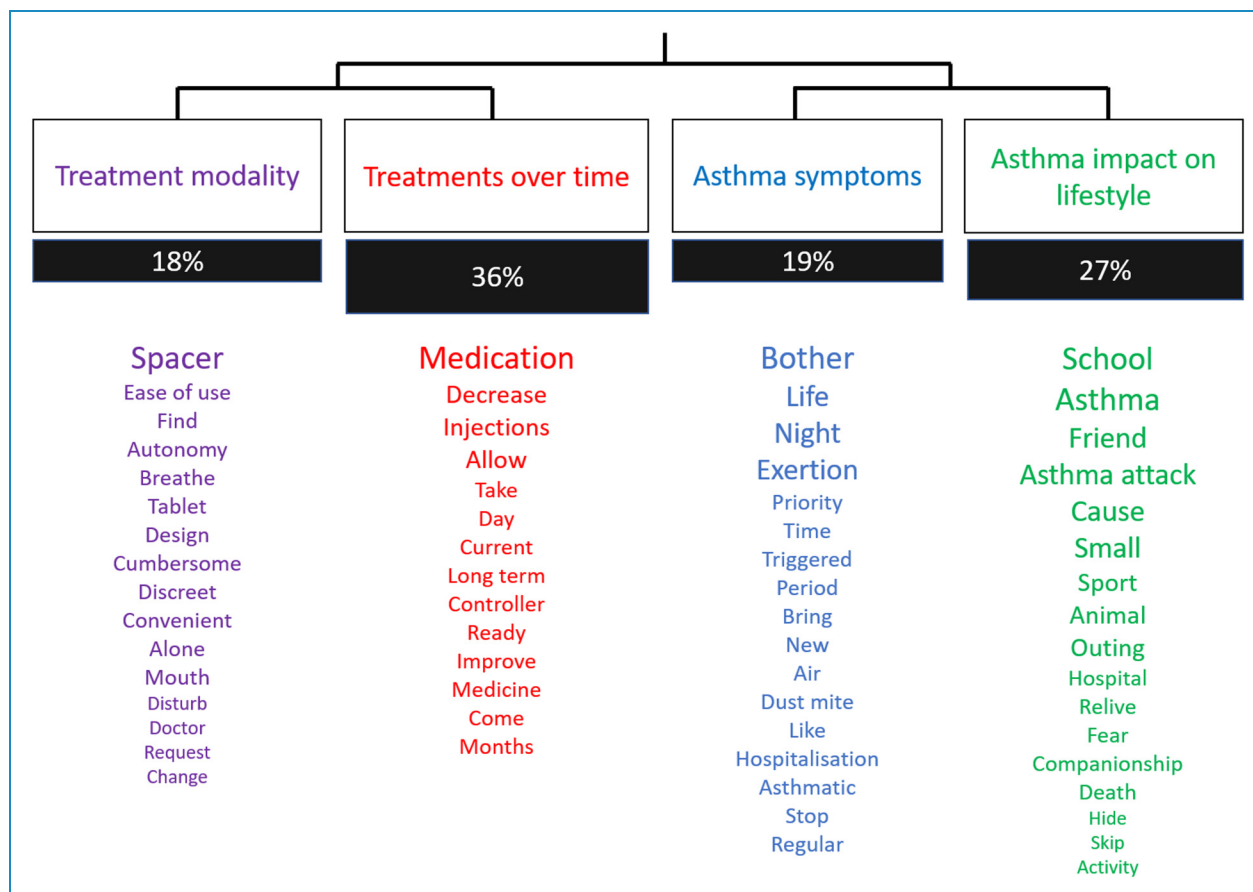 Treatment modality
18%
Spacer
Ease of use
Find
Autonomy
Breathe
Tablet
Design
Cumbersome
Discreet
Convenient
Alone
Mouth
Disturb
Doctor
Request
Change
Treatments over time
36%
Medication
Decrease
Injections
Allow
Take
Day
Current
Long term
Controller
Ready
Improve
Medicine
Come
Months
Asthma symptoms
19%
Bother
Life
Night
Exertion
Priority
Time
Triggered
Period
Bring
New
Air
Dust mite
Like
Hospitalisation
Asthmatic
Stop
Regular
Asthma impact on
lifestyle
27%
School
Asthma
Friend
Asthma attack
Cause
Small
Sport
Animal
Outing
Hospital
Relive
Fear
Companionship
Death
Hide
Skip
Activity